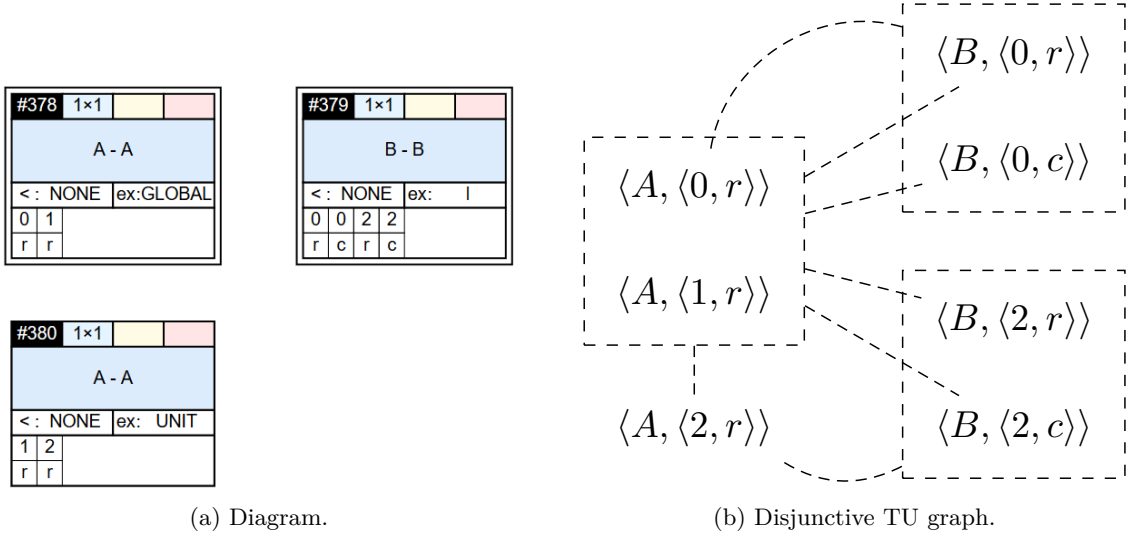 #378 1×1
A - A
< : NONE ex:GLOBAL
0 1
r r
#379 1×1
B - B
< : NONE ex: I
0 0 2 2
r c r c
#380 1×1
A - A
< : NONE ex: UNIT
1 2
r r
(a) Diagram.
⟨B, ⟨0, r⟩⟩
⟨B, ⟨0, c⟩⟩
⟨A, ⟨0, r⟩⟩
⟨A, ⟨1, r⟩⟩
⟨B, ⟨2, r⟩⟩
⟨A, ⟨2, r⟩⟩
⟨B, ⟨2, c⟩⟩
(b) Disjunctive TU graph.